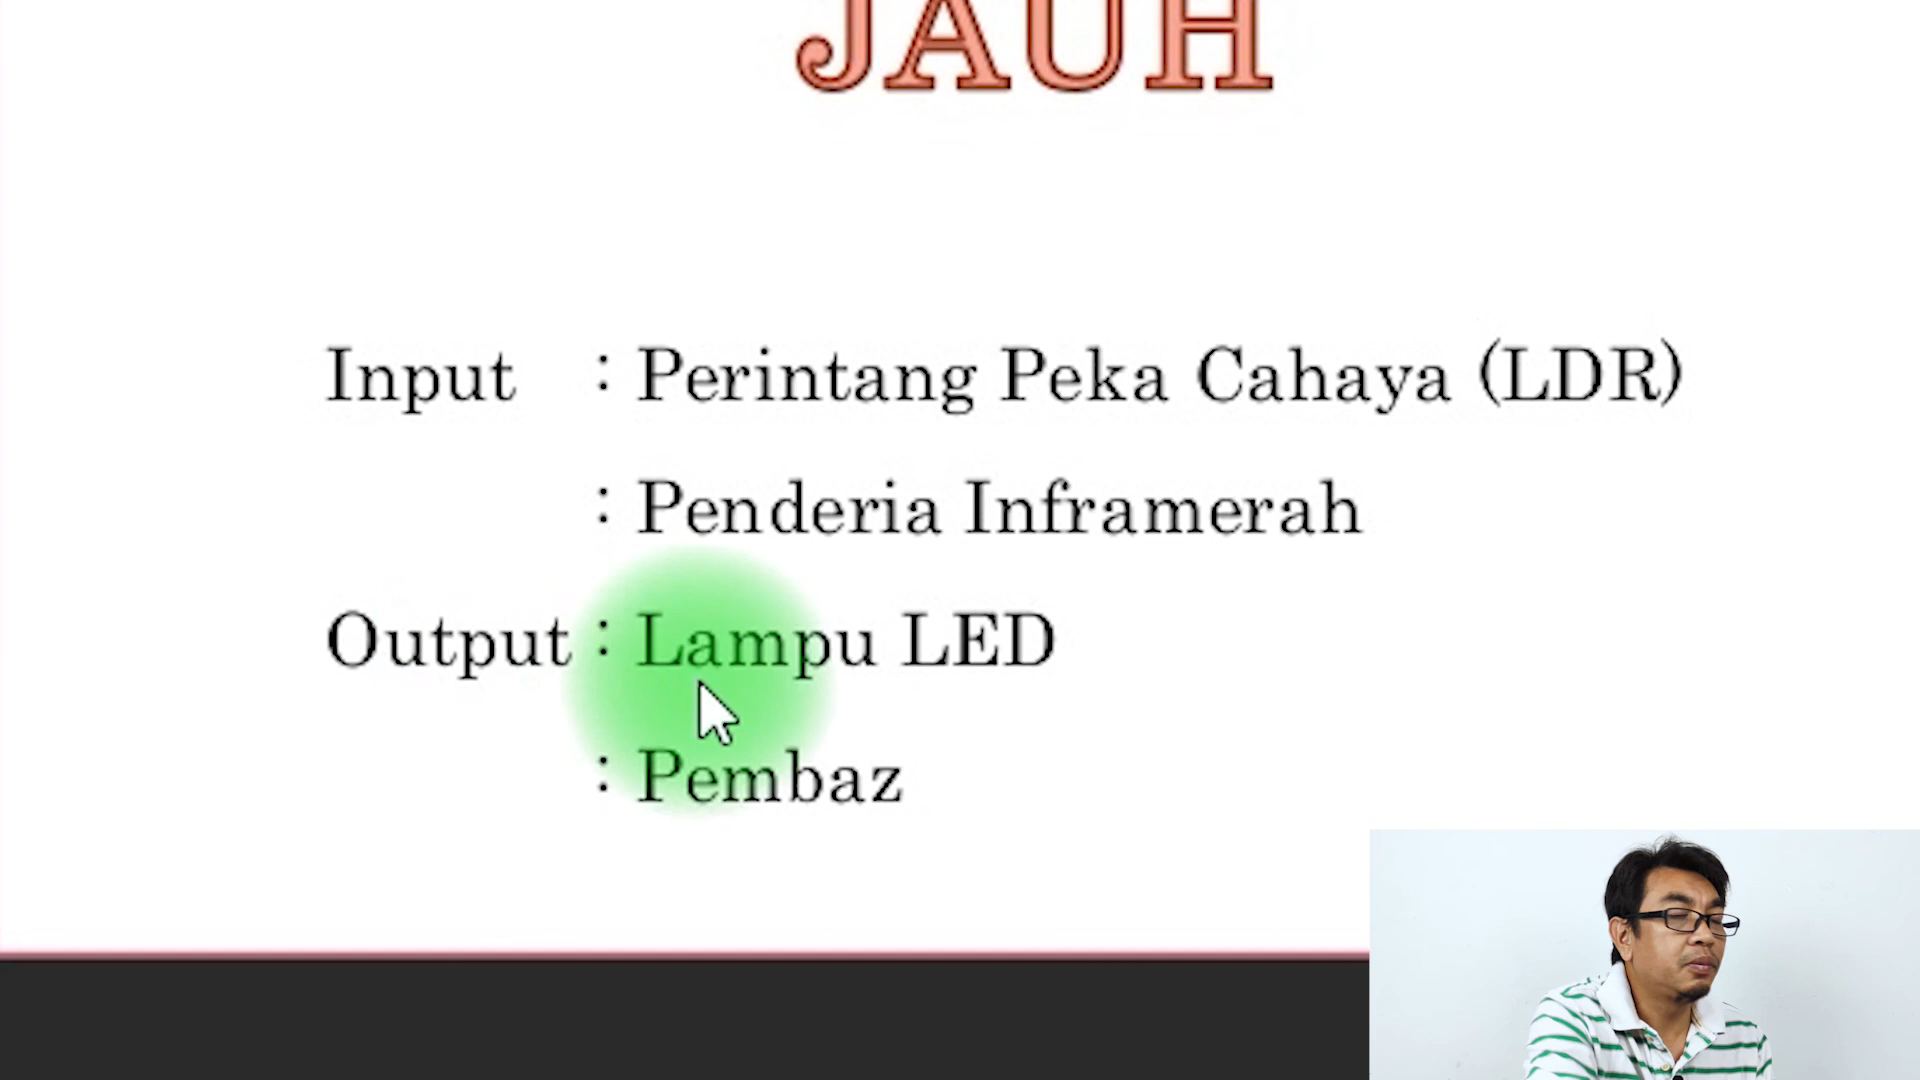 JAUH
Input : Perintang Peka Cahaya (LDR)
: Penderia Inframerah
Output : Lampu LED
: Pembaz